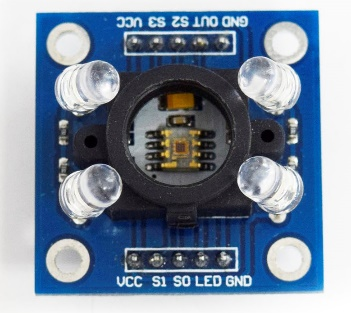 GND OUT S2 S3 VCC
VCC S1 S0 LED GND